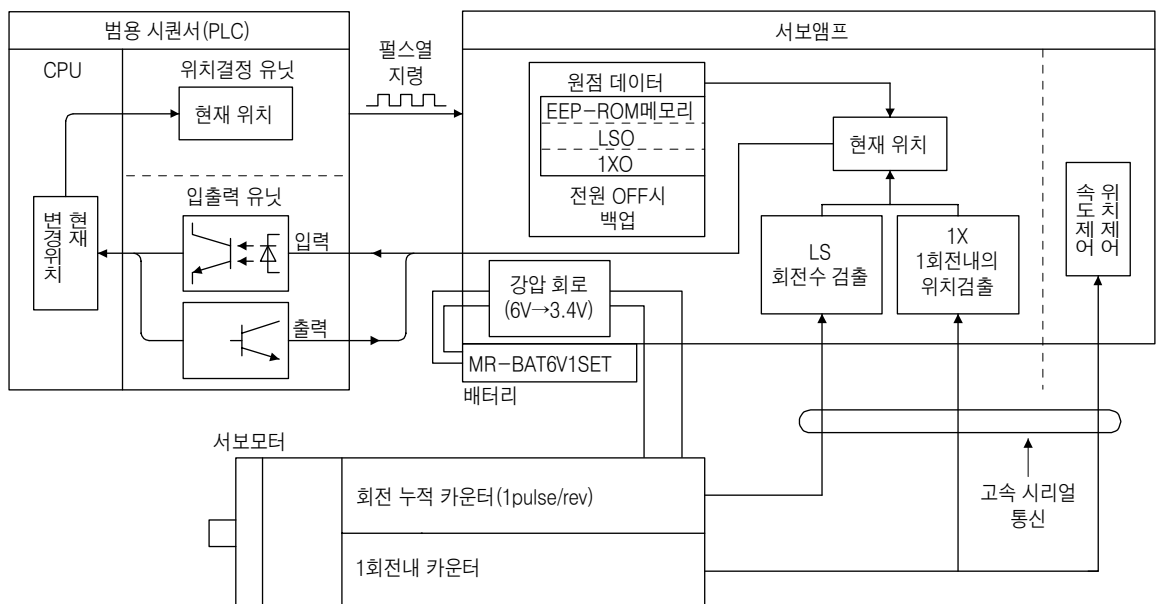 범용 시퀀서(PLC)
CPU
위치결정 유닛
현재 위치
입출력 유닛
현재
변경위치
입력
출력
펄스열
지령
서보앰프
원점 데이터
EEP-ROM메모리
LSO
1XO
전원 OFF시
백업
현재 위치
강압 회로
(6V→3.4V)
MR-BAT6V1SET
배터리
LS
회전수 검출
1X
1회전내의
위치검출
위치제어
속도제어
서보모터
회전 누적 카운터(1pulse/rev)
1회전내 카운터
고속 시리얼
통신